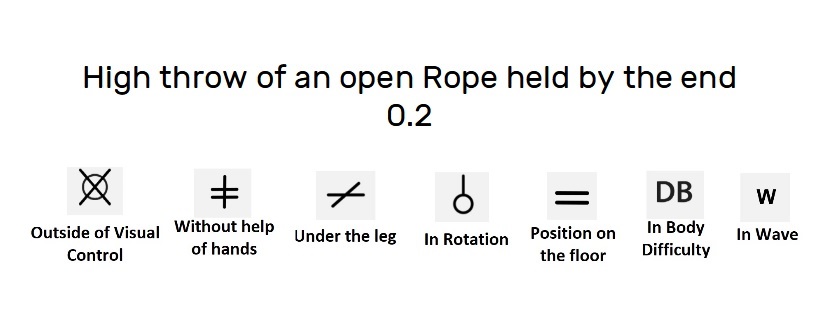 High throw of an open Rope held by the end
0.2
DB
W
Outside of Visual
Control
Without help
of hands
Under the leg
In Rotation
Position on
the floor
In Body
Difficulty
In Wave